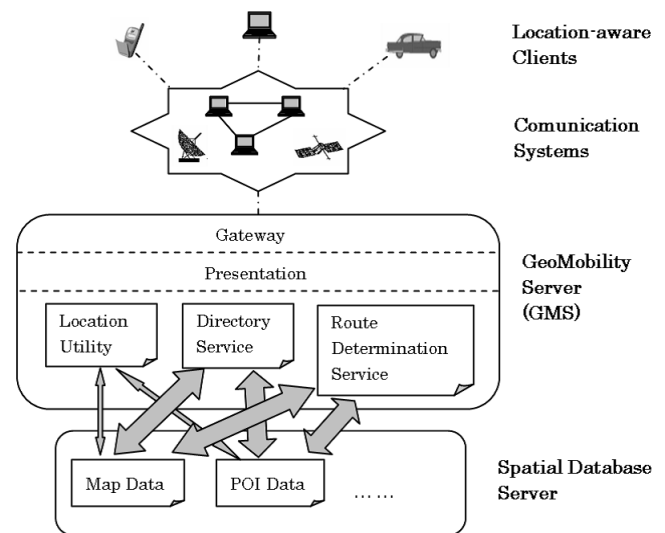 Location-aware
Clients
Comunication
Systems
Gateway
Presentation
GeoMobility
Server
(GMS)
Location
Utility
Directory
Service
Route
Determination
Service
Map Data
POI Data
... ...
Spatial Database
Server